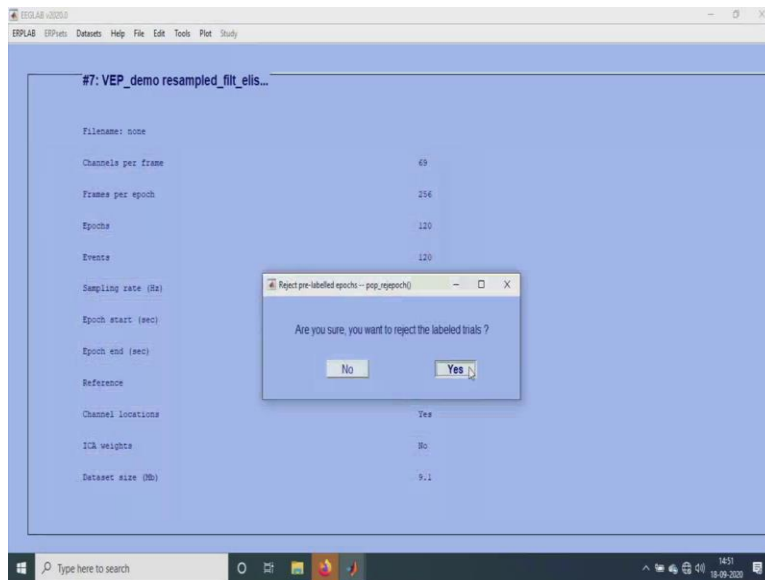 EEGLAB v2020.0
ERPLAB ERPsets Datasets Help File Edit Tools Plot Study
#7: VEP_demo resampled_filt_elis...
Filename: none
Channels per frame 69
Frames per epoch 256
Epochs 120
Events 120
Sampling rate (Hz)
Epoch start (sec)
Epoch end (sec)
Reference
Channel locations Yes
ICA weights No
Dataset size (Mb) 9.1
Reject pre-labelled epochs -- pop_rejepoch()
Are you sure, you want to reject the labeled trials ?
No Yes
Type here to search
14:51
18-09-2020